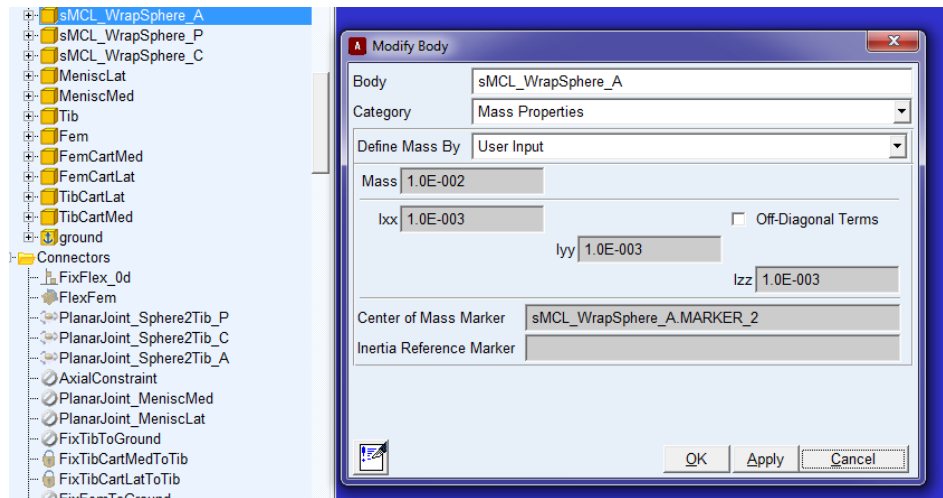 sMCL_WrapSphere_A
sMCL_WrapSphere_P
sMCL_WrapSphere_C
MeniscLat
MeniscMed
Tib
Fem
FemCartMed
FemCartLat
TibCartLat
TibCartMed
ground
Connectors
FixFlex_0d
FlexFem
PlanarJoint_Sphere2Tib_P
PlanarJoint_Sphere2Tib_C
PlanarJoint_Sphere2Tib_A
AxialConstraint
PlanarJoint_MeniscMed
PlanarJoint_MeniscLat
FixTibToGround
FixTibCartMedToTib
FixTibCartLatToTib
FixFemToGround
A Modify Body
Body sMCL_WrapSphere_A
Category Mass Properties
Define Mass By User Input
Mass 1.0E-002
Ixx 1.0E-003 Off-Diagonal Terms
Iyy 1.0E-003
Izz 1.0E-003
Center of Mass Marker sMCL_WrapSphere_A.MARKER_2
Inertia Reference Marker
OK Apply Cancel